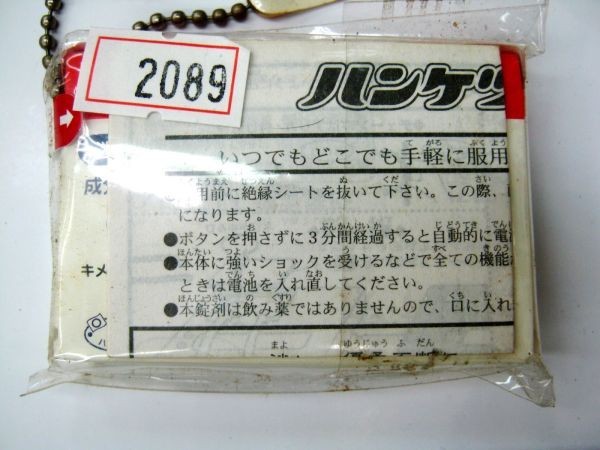 2089
ハンケツ
いつでもどこでも手軽に服用
用前に絶縁シートを抜いて下さい。この際、
になります。
●ボタンを押さずに3分間経過すると自動的に電
●本体に強いショックを受けるなどで全ての機能
ときは電池を入れ直してください。
●本錠剤は飲み薬ではありませんので、口に入れ
成
キメ